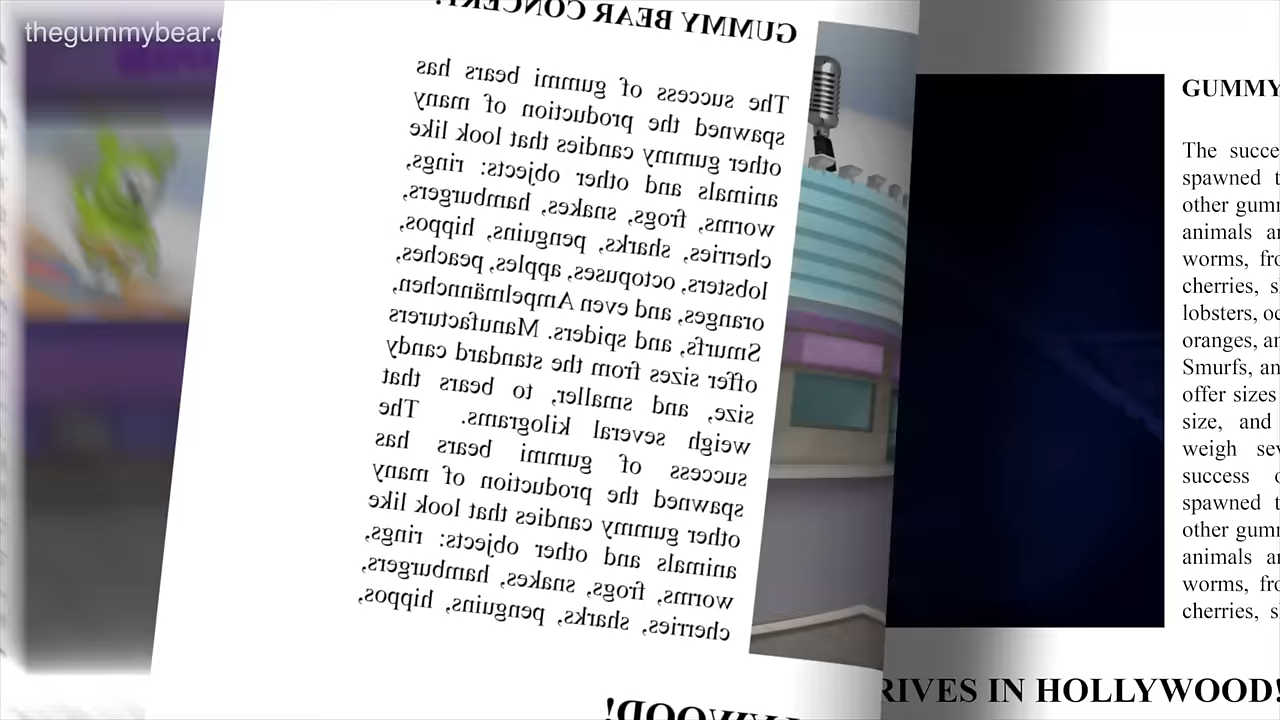 thegummybear.c
GUMMY BEAR CONCERT!
The success of gummi bears has
spawned the production of many
other gummy candies that look like
animals and other objects: rings,
worms, frogs, snakes, hamburgers,
cherries, sharks, penguins, hippos,
lobsters, octopuses, apples, peaches,
oranges, and even Ampelmännchen,
Smurfs, and spiders. Manufacturers
offer sizes from the standard candy
size, and smaller, to bears that
weigh several kilograms. The
success of gummi bears has
spawned the production of many
other gummy candies that look like
animals and other objects: rings,
worms, frogs, snakes, hamburgers,
cherries, sharks, penguins, hippos,
LLYWOOD!
GUMMY
The succe
spawned t
other gumr
animals ar
worms, fro
cherries, s
lobsters, oc
oranges, ar
Smurfs, an
offer sizes
size, and
weigh sev
success o
spawned t
other gumr
animals ar
worms, fro
cherries, s
RIVES IN HOLLYWOOD!